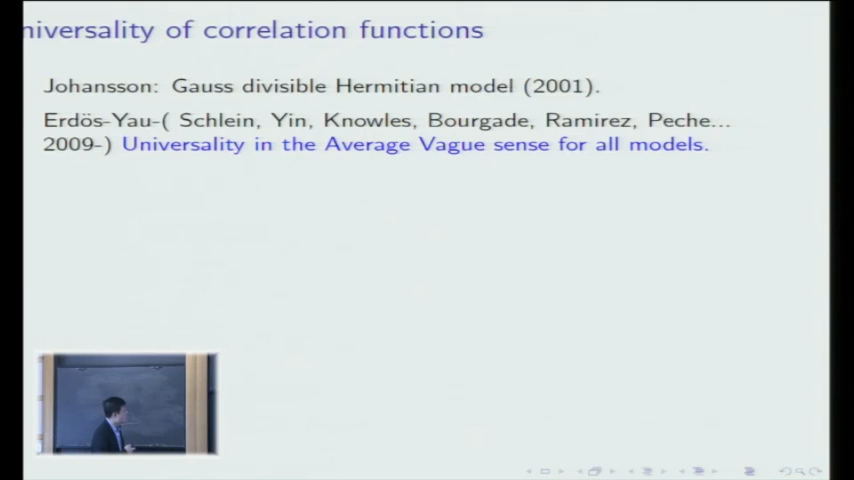 niversality of correlation functions
Johansson: Gauss divisible Hermitian model (2001).
Erdös-Yau-( Schlein, Yin, Knowles, Bourgade, Ramirez, Peche...
2009-) Universality in the Average Vague sense for all models.